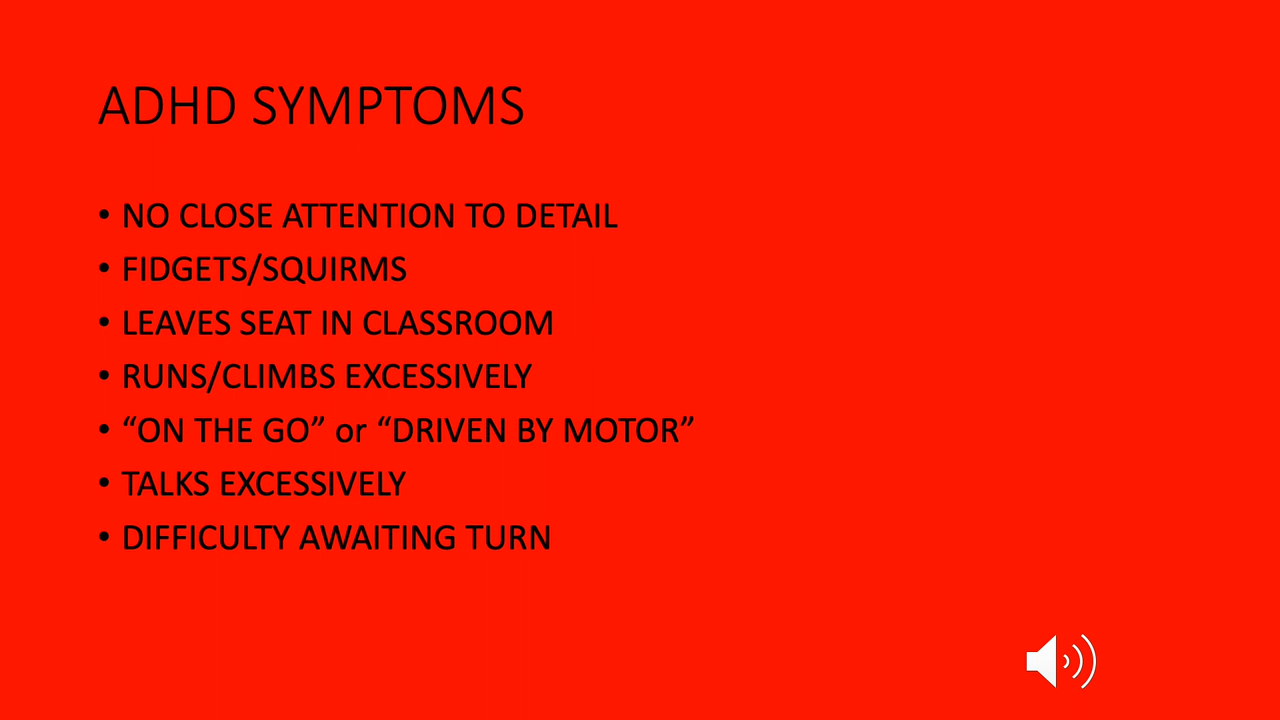 ADHD SYMPTOMS
• NO CLOSE ATTENTION TO DETAIL
• FIDGETS/SQUIRMS
• LEAVES SEAT IN CLASSROOM
• RUNS/CLIMBS EXCESSIVELY
• “ON THE GO” or “DRIVEN BY MOTOR”
• TALKS EXCESSIVELY
• DIFFICULTY AWAITING TURN